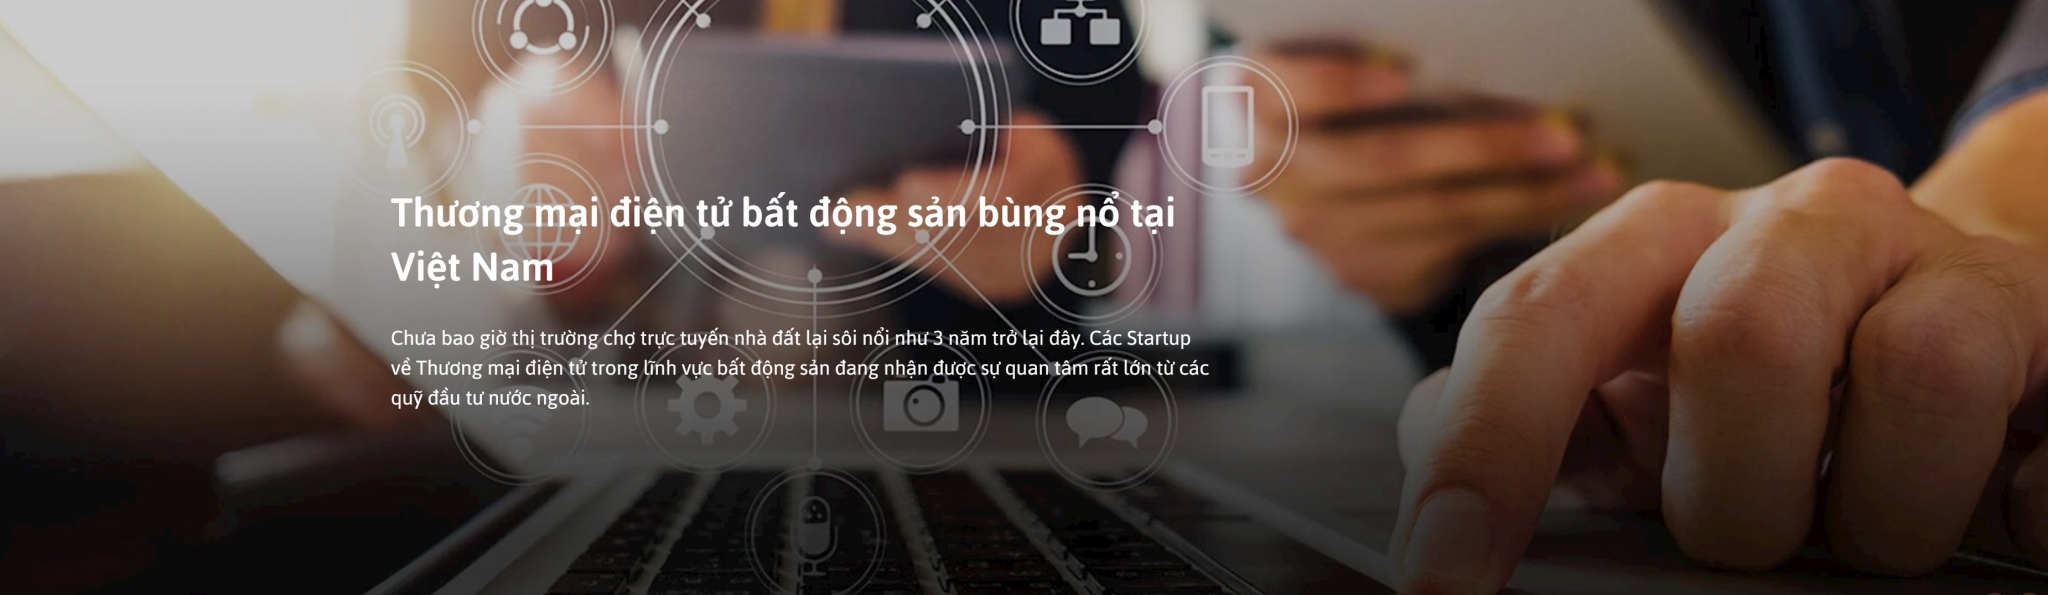 Thương mại điện tử bất động sản bùng nổ tại
Việt Nam
Chưa bao giờ thị trường chợ trực tuyến nhà đất lại sôi nổi như 3 năm trở lại đây. Các Startup
về Thương mại điện tử trong lĩnh vực bất động sản đang nhận được sự quan tâm rất lớn từ các
quỹ đầu tư nước ngoài.